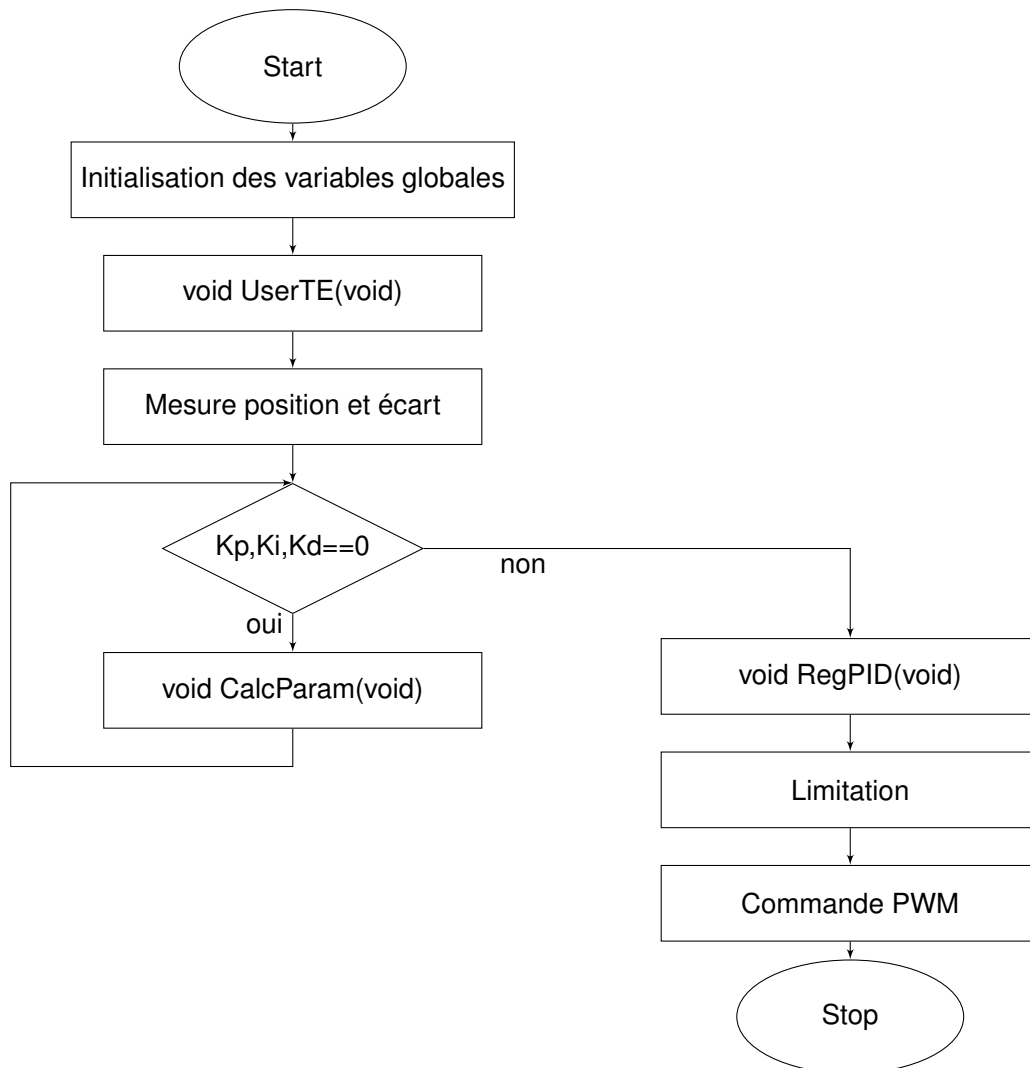 Start
Initialisation des variables globales
void UserTE(void)
Mesure position et écart
Kp,Ki,Kd==0
non
oui
void CalcParam(void)
void RegPID(void)
Limitation
Commande PWM
Stop